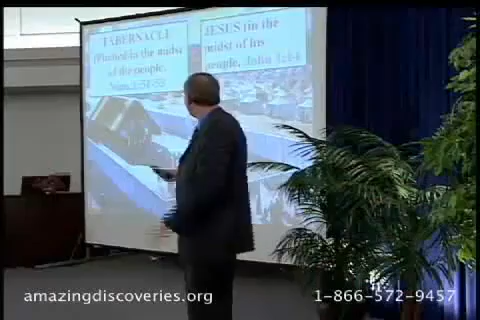 TABERNACLE
(Pitched in the midst
of the people.
JESUS (in the
midst of his
people. John 1:14
amazingdiscoveries.org
1-866-572-9457